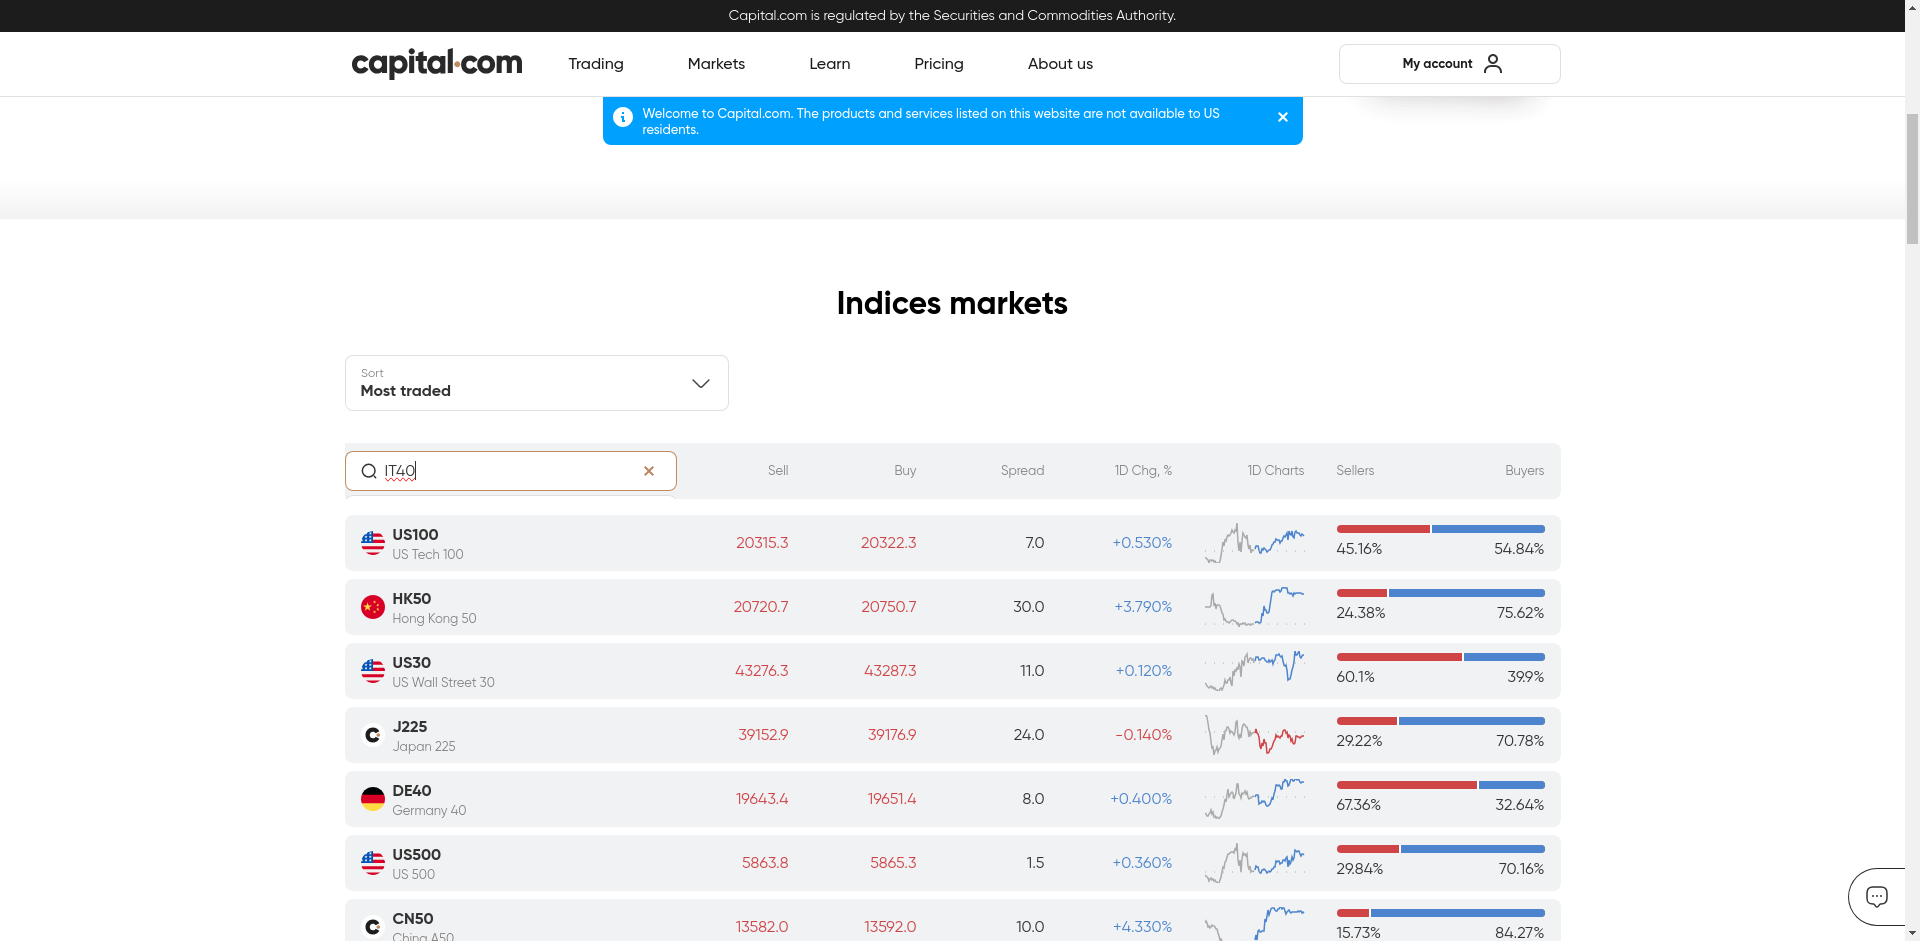 Capital.com is regulated by the Securities and Commodities Authority.
capital.com Trading Markets Learn Pricing About us My account
Welcome to Capital.com. The products and services listed on this website are not available to US
residents.
Indices markets
Sort
Most traded
IT40 Sell Buy Spread 1D Chg, % 1D Charts Sellers Buyers
US100
US Tech 100
20315.3 20322.3 7.0 +0.530% 45.16% 54.84%
HK50
Hong Kong 50
20720.7 20750.7 30.0 +3.790% 24.38% 75.62%
US30
US Wall Street 30
43276.3 43287.3 11.0 +0.120% 60.1% 39.9%
J225
Japan 225
39152.9 39176.9 24.0 -0.140% 29.22% 70.78%
DE40
Germany 40
19643.4 19651.4 8.0 +0.400% 67.36% 32.64%
US500
US 500
5863.8 5865.3 1.5 +0.360% 29.84% 70.16%
CN50
China A50
13582.0 13592.0 10.0 +4.330% 15.73% 84.27%